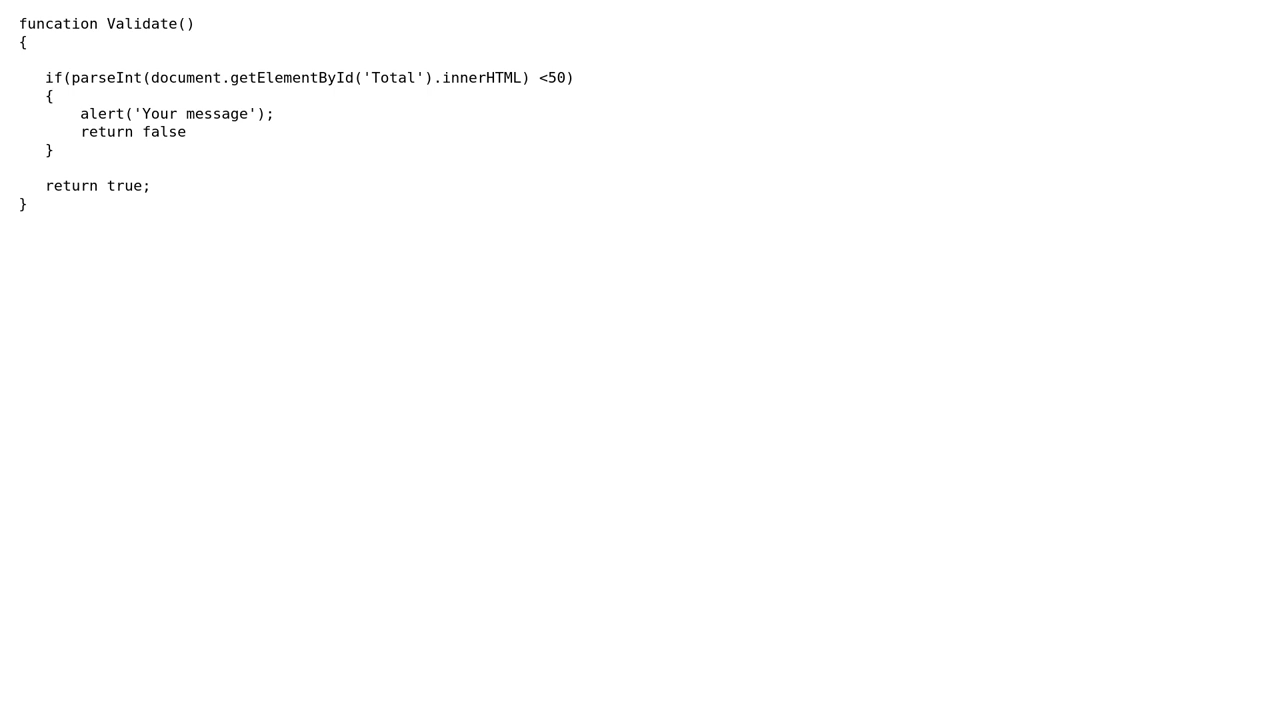 funcation Validate()
{
if(parseInt(document.getElementById('Total').innerHTML) <50)
{
alert('Your message');
return false
}
return true;
}